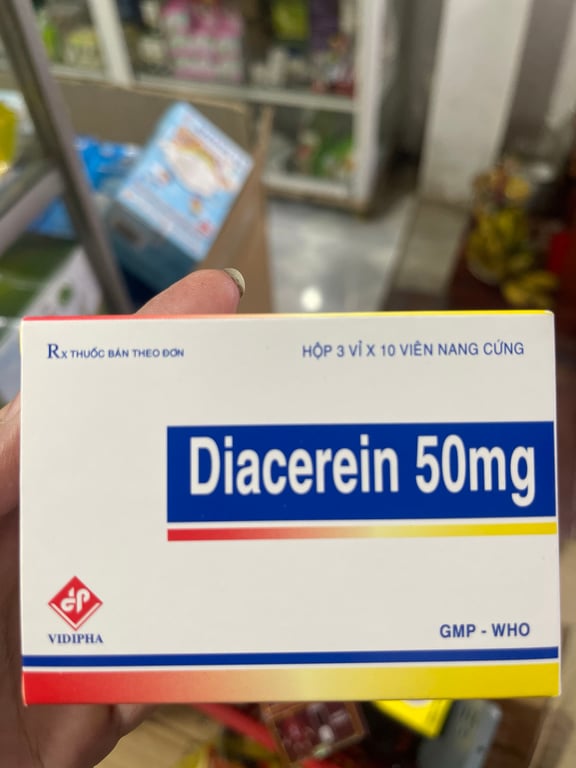 Rx THUỐC BÁN THEO ĐƠN
HỘP 3 VỈ X 10 VIÊN NANG CỨNG
Diacerein 50mg
VIDIPHA
GMP - WHO